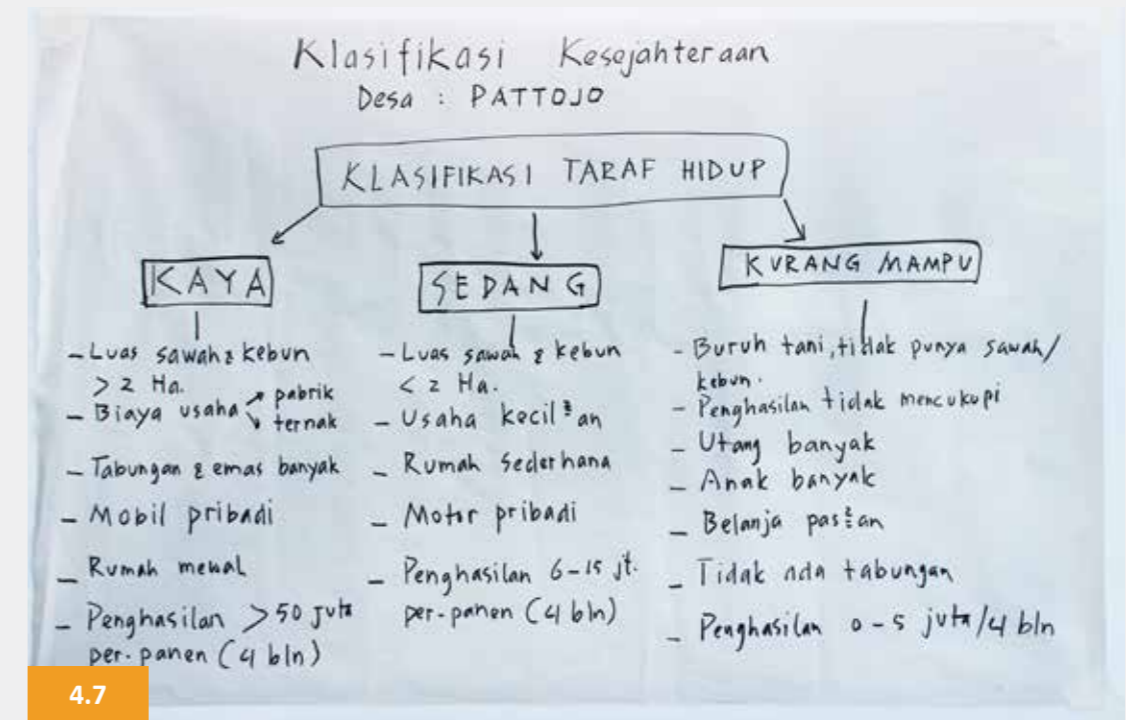 Klasifikasi Kesejahteraan
Desa : PATTOJO
KLASIFIKASI TARAF HIDUP
KAYA
- Luas sawah & kebun
> 2 Ha.
- Biaya usaha → pabrik
↘ ternak
- Tabungan & emas banyak
- Mobil pribadi
- Rumah mewal
- Penghasilan > 50 juta
per-panen (4 bln)
SEDANG
- Luas sawah & kebun
< 2 Ha.
- Usaha kecil²an
- Rumah Sederhana
- Motor pribadi
- Penghasilan 6-15 jt.
per-panen (4 bln)
KURANG MAMPU
- Buruh tani, tidak punya sawah/
kebun.
- Penghasilan tidak mencukupi
- Utang banyak
- Anak banyak
- Belanja pas²an
- Tidak ada tabungan
- Penghasilan 0-5 juta/4 bln
4.7